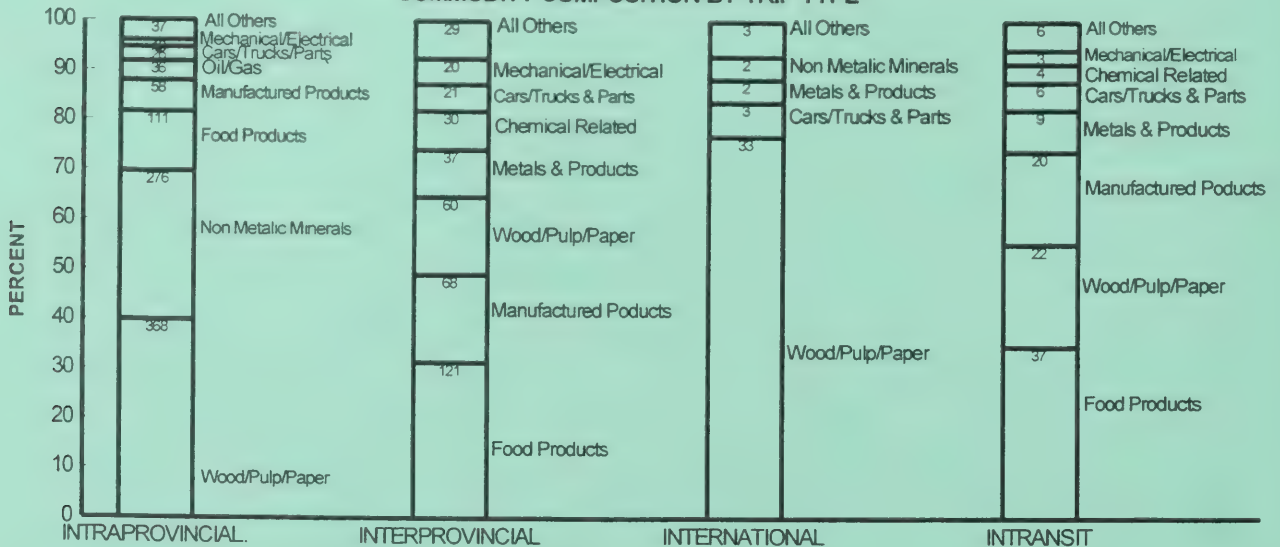 COMMODITY COMPOSITION BY TRIP TYPE
PERCENT
100
90
80
70
60
50
40
30
20
10
0
37 All Others
Mechanical/Electrical
Cars/Trucks/Parts
36 Oil/Gas
58 Manufactured Products
111 Food Products
276 Non Metalic Minerals
368 Wood/Pulp/Paper
INTRAPROVINCIAL.
29 All Others
20 Mechanical/Electrical
21 Cars/Trucks & Parts
30 Chemical Related
37 Metals & Products
60 Wood/Pulp/Paper
68 Manufactured Poducts
121 Food Products
INTERPROVINCIAL
3 All Others
2 Non Metalic Minerals
2 Metals & Products
3 Cars/Trucks & Parts
33 Wood/Pulp/Paper
INTERNATIONAL
6 All Others
3 Mechanical/Electrical
4 Chemical Related
6 Cars/Trucks & Parts
9 Metals & Products
20 Manufactured Poducts
22 Wood/Pulp/Paper
37 Food Products
INTRANSIT